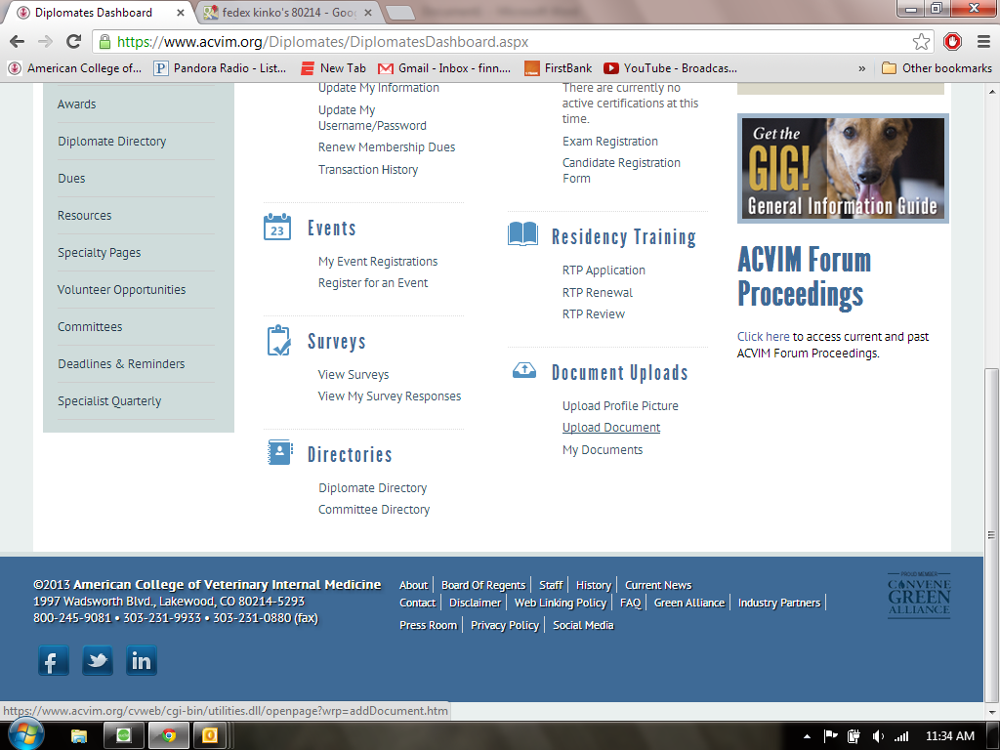 Diplomates Dashboard
fedex kinko's 80214 - Goo
https://www.acvim.org/Diplomates/DiplomatesDashboard.aspx
American College of...
Pandora Radio - List...
New Tab
Gmail - Inbox - finn....
FirstBank
YouTube - Broadcas...
»
Other bookmarks
Awards
Diplomate Directory
Dues
Resources
Specialty Pages
Volunteer Opportunities
Committees
Deadlines & Reminders
Specialist Quarterly
Update My Information
Update My
Username/Password
Renew Membership Dues
Transaction History
23
Events
My Event Registrations
Register for an Event
Surveys
View Surveys
View My Survey Responses
Directories
Diplomate Directory
Committee Directory
There are currently no
active certifications at this
time.
Exam Registration
Candidate Registration
Form
Residency Training
RTP Application
RTP Renewal
RTP Review
Document Uploads
Upload Profile Picture
Upload Document
My Documents
Get the
GIG!
General Information Guide
ACVIM Forum
Proceedings
Click here to access current and past
ACVIM Forum Proceedings.
©2013 American College of Veterinary Internal Medicine
1997 Wadsworth Blvd., Lakewood, CO 80214-5293
800-245-9081 • 303-231-9933 • 303-231-0880 (fax)
About | Board Of Regents | Staff | History | Current News
Contact | Disclaimer | Web Linking Policy | FAQ | Green Alliance | Industry Partners |
Press Room | Privacy Policy | Social Media
PROUD MEMBER
CONVENE
GREEN
ALLIANCE
https://www.acvim.org/cvweb/cgi-bin/utilities.dll/openpage?wrp=addDocument.htm
11:34 AM